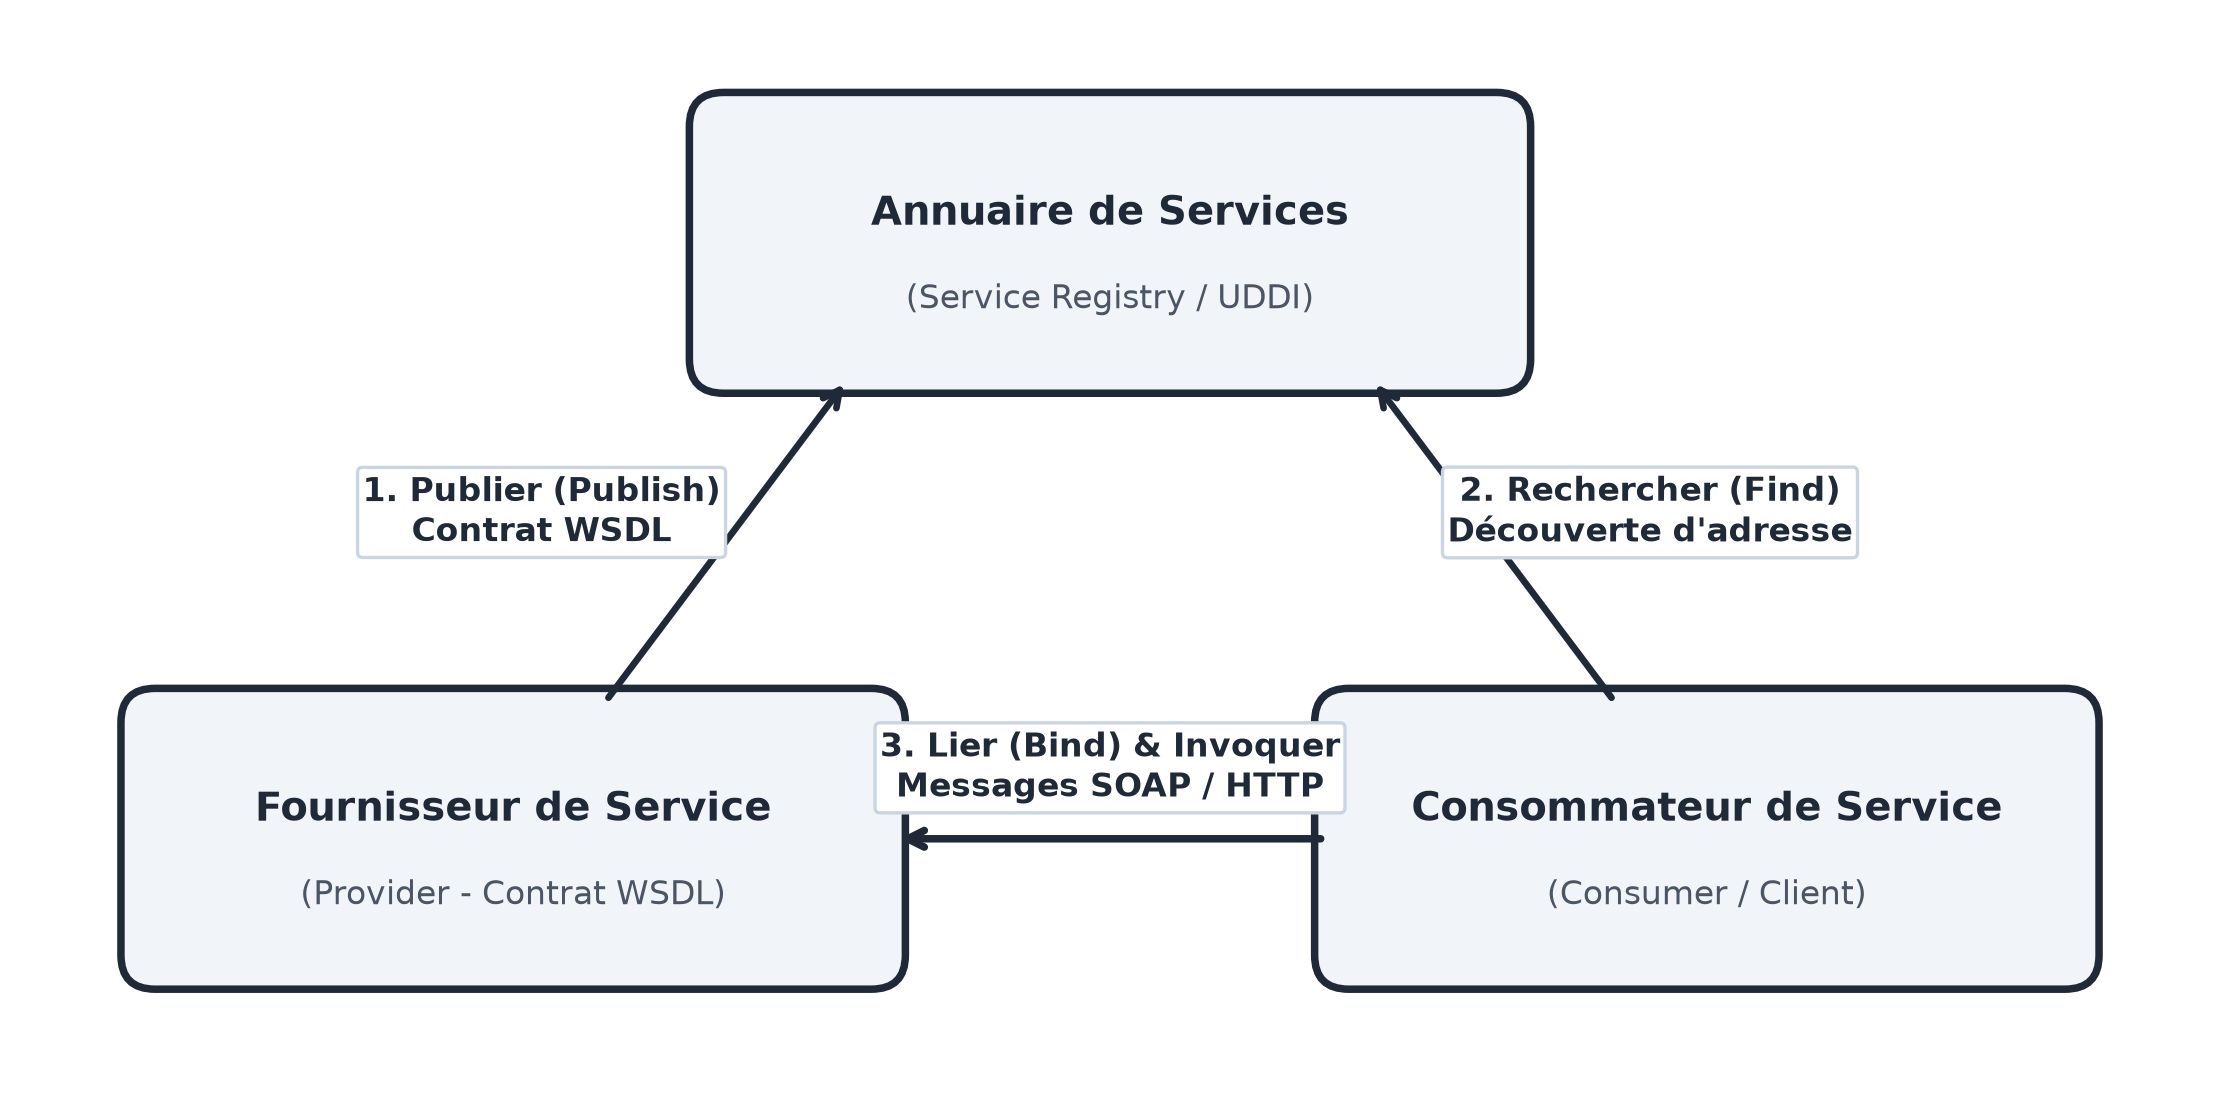 Annuaire de Services
(Service Registry / UDDI)
1. Publier (Publish)
Contrat WSDL
2. Rechercher (Find)
Découverte d'adresse
3. Lier (Bind) & Invoquer
Messages SOAP / HTTP
Fournisseur de Service
(Provider - Contrat WSDL)
Consommateur de Service
(Consumer / Client)